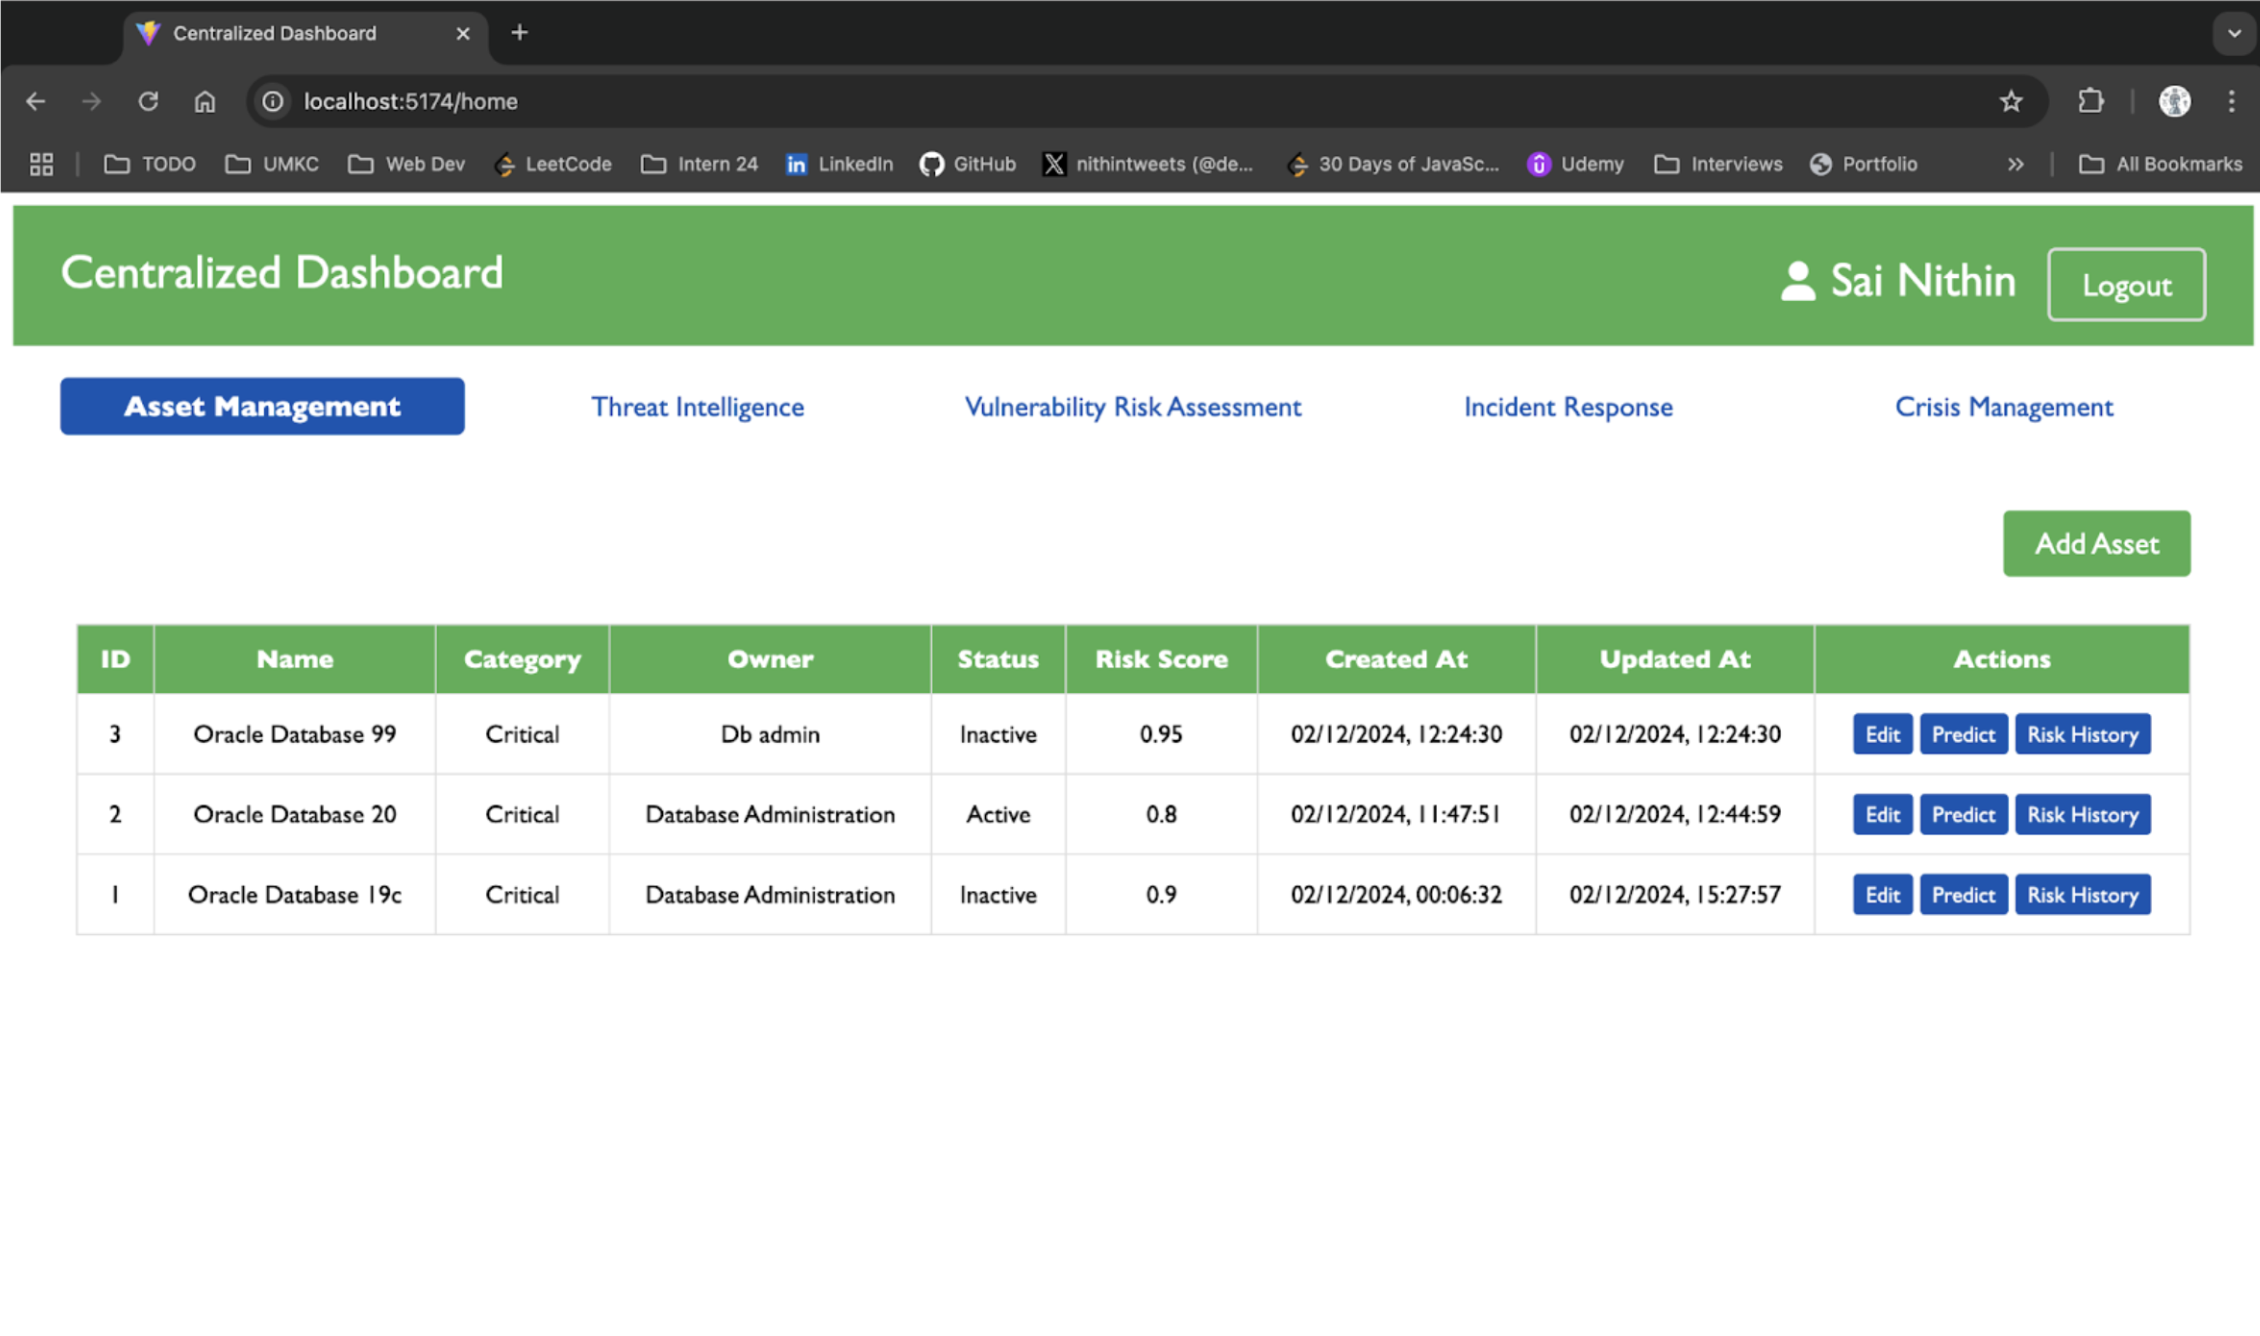 Centralized Dashboard
localhost:5174/home
TODO UMKC Web Dev LeetCode Intern 24 LinkedIn GitHub nithintweets (@de... 30 Days of JavaSc... Udemy Interviews Portfolio All Bookmarks
Centralized Dashboard Sai Nithin Logout
Asset Management Threat Intelligence Vulnerability Risk Assessment Incident Response Crisis Management
Add Asset
ID Name Category Owner Status Risk Score Created At Updated At Actions
3 Oracle Database 99 Critical Db admin Inactive 0.95 02/12/2024, 12:24:30 02/12/2024, 12:24:30 Edit Predict Risk History
2 Oracle Database 20 Critical Database Administration Active 0.8 02/12/2024, 11:47:51 02/12/2024, 12:44:59 Edit Predict Risk History
1 Oracle Database 19c Critical Database Administration Inactive 0.9 02/12/2024, 00:06:32 02/12/2024, 15:27:57 Edit Predict Risk History